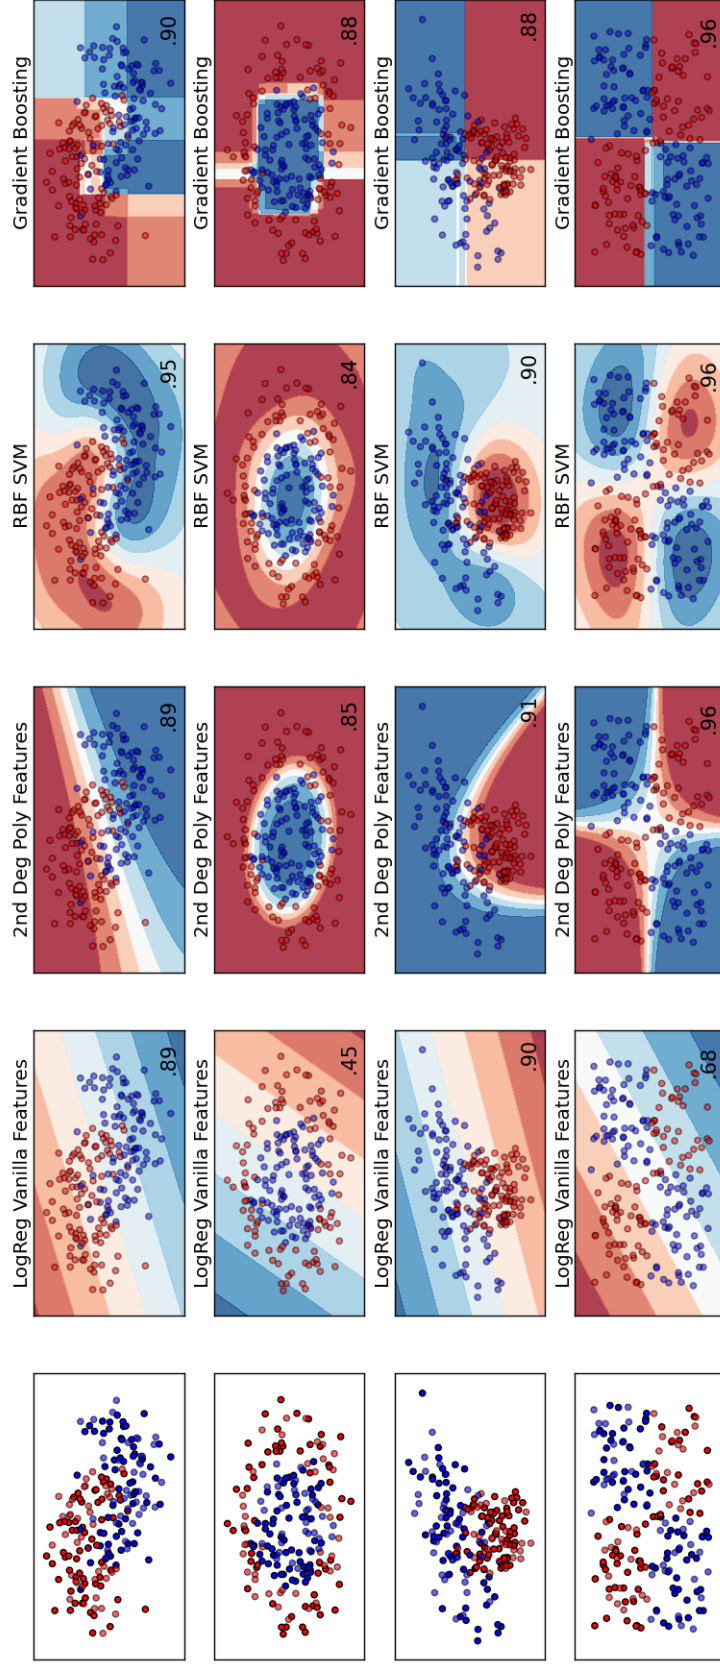 LogReg Vanilla Features
2nd Deg Poly Features
RBF SVM
Gradient Boosting
.89
.89
.95
.90
LogReg Vanilla Features
2nd Deg Poly Features
RBF SVM
Gradient Boosting
.45
.85
.84
.88
LogReg Vanilla Features
2nd Deg Poly Features
RBF SVM
Gradient Boosting
.90
.91
.90
.88
LogReg Vanilla Features
2nd Deg Poly Features
RBF SVM
Gradient Boosting
.68
.96
.96
.96